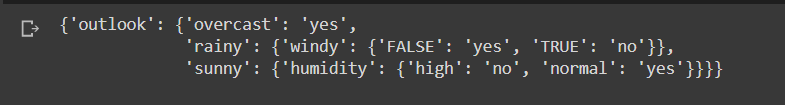 {'outlook': {'overcast': 'yes',
'rainy': {'windy': {'FALSE': 'yes', 'TRUE': 'no'}},
'sunny': {'humidity': {'high': 'no', 'normal': 'yes'}}}}